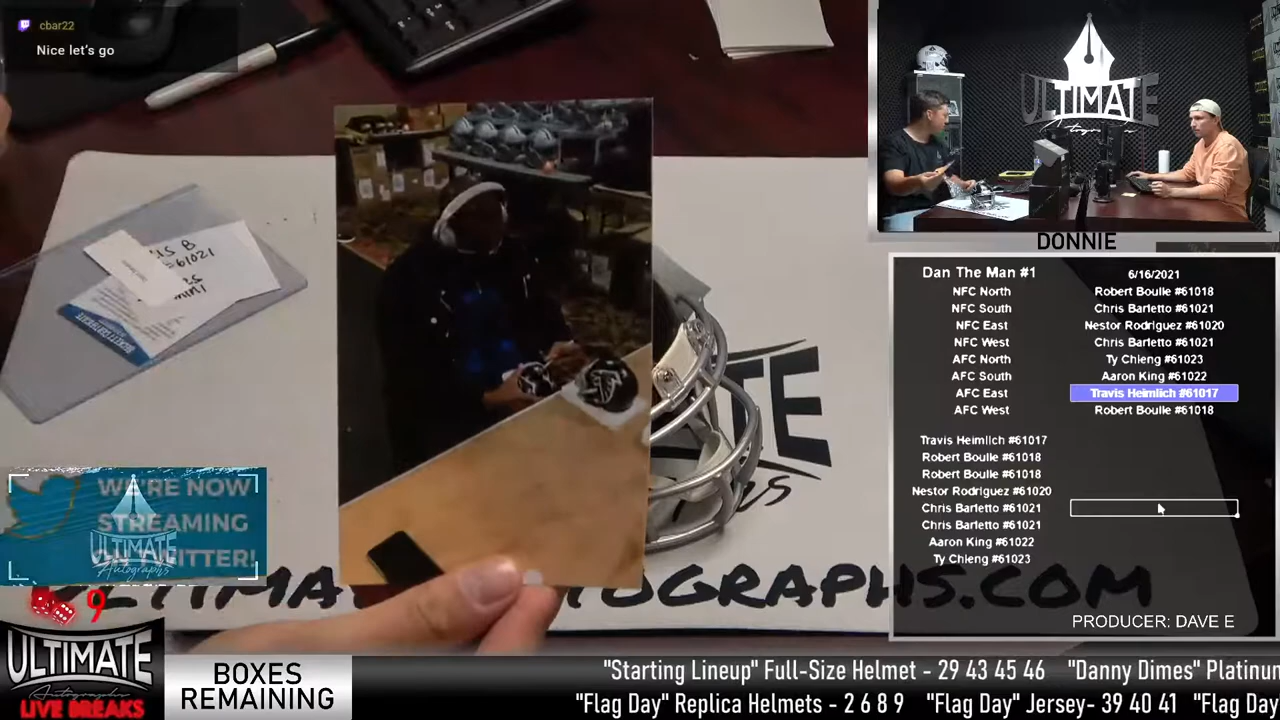 cbar22
Nice let's go
ULTIMATE
Autographs
DONNIE
Dan The Man #1 6/16/2021
NFC North Robert Boulle #61018
NFC South Chris Barletto #61021
NFC East Nestor Rodriguez #61020
NFC West Chris Barletto #61021
AFC North Ty Chieng #61023
AFC South Aaron King #61022
AFC East Travis Heimlich #61017
AFC West Robert Boulle #61018
Travis Heimlich #61017
Robert Boulle #61018
Robert Boulle #61018
Nestor Rodriguez #61020
Chris Barletto #61021
Chris Barletto #61021
Aaron King #61022
Ty Chieng #61023
PRODUCER: DAVE E
WE'RE NOW
STREAMING
ULTIMATE
Autographs
9
ULTIMATE
Autographs
LIVE BREAKS
BOXES
REMAINING
"Starting Lineup" Full-Size Helmet - 29 43 45 46 "Danny Dimes" Platinu
"Flag Day" Replica Helmets - 2 6 8 9 "Flag Day" Jersey- 39 40 41 "Flag Day